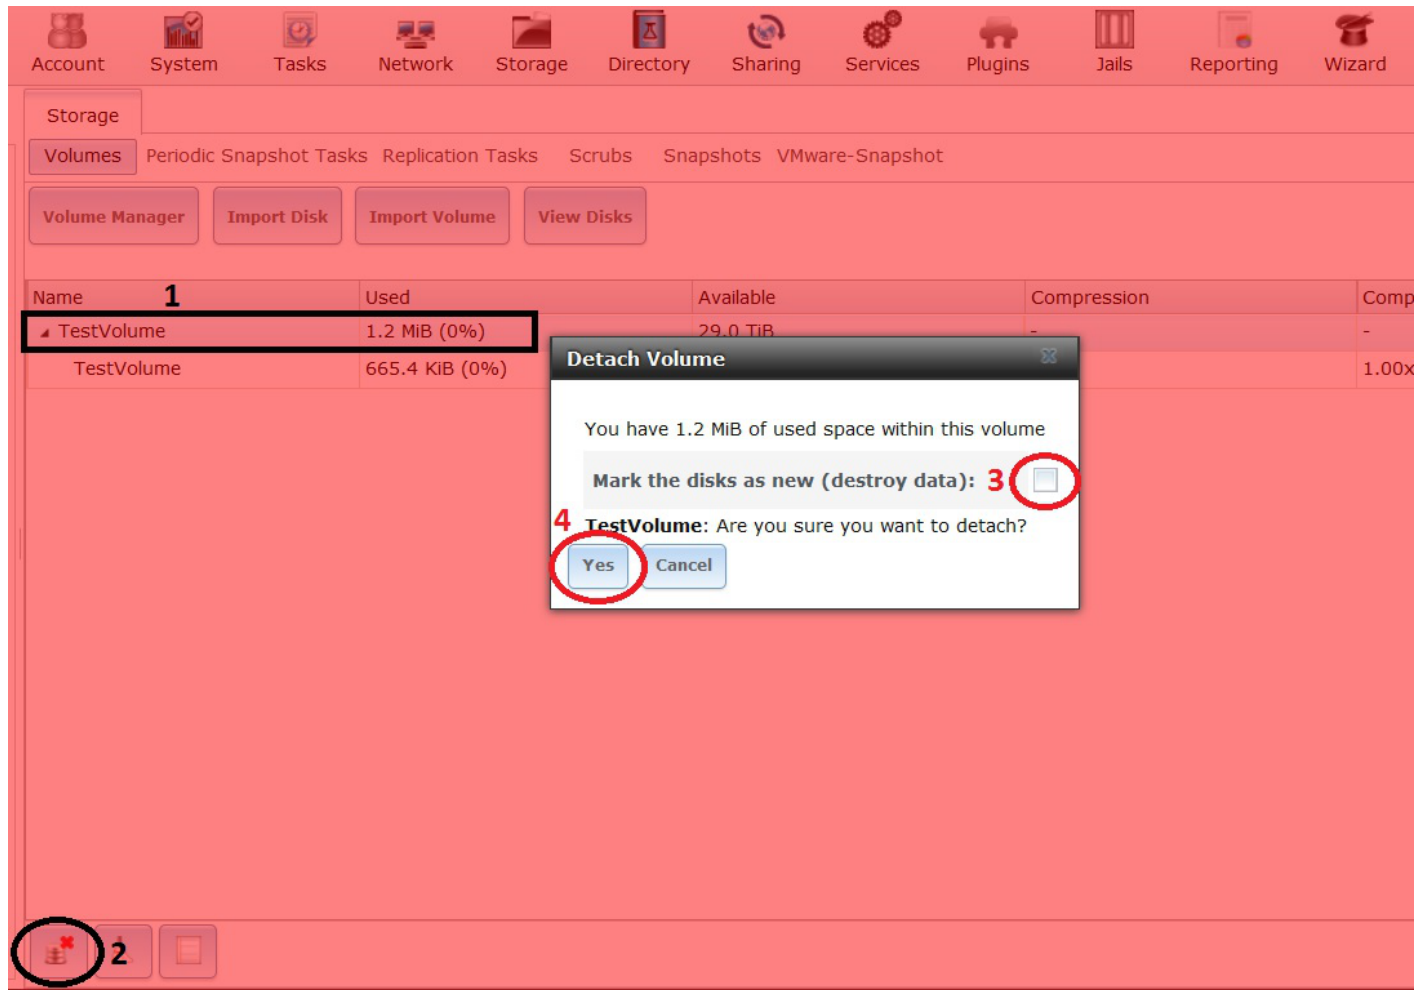 Account System Tasks Network Storage Directory Sharing Services Plugins Jails Reporting Wizard
Storage
Volumes Periodic Snapshot Tasks Replication Tasks Scrubs Snapshots VMware-Snapshot
Volume Manager Import Disk Import Volume View Disks
Name 1 Used Available Compression Comp
TestVolume 1.2 MiB (0%) 29.0 TiB - -
TestVolume 665.4 KiB (0%) 1.00x
Detach Volume
You have 1.2 MiB of used space within this volume
Mark the disks as new (destroy data): 3
4 TestVolume: Are you sure you want to detach?
Yes Cancel
2